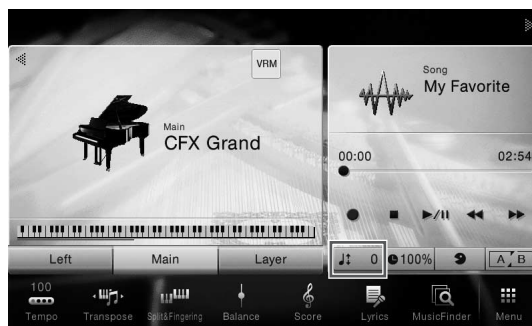 VRM
Main
CFX Grand
Song
My Favorite
00:00
02:54
Left
Main
Layer
0
100%
A B
100
Tempo
Transpose
Split&Fingering
Balance
Score
Lyrics
MusicFinder
Menu